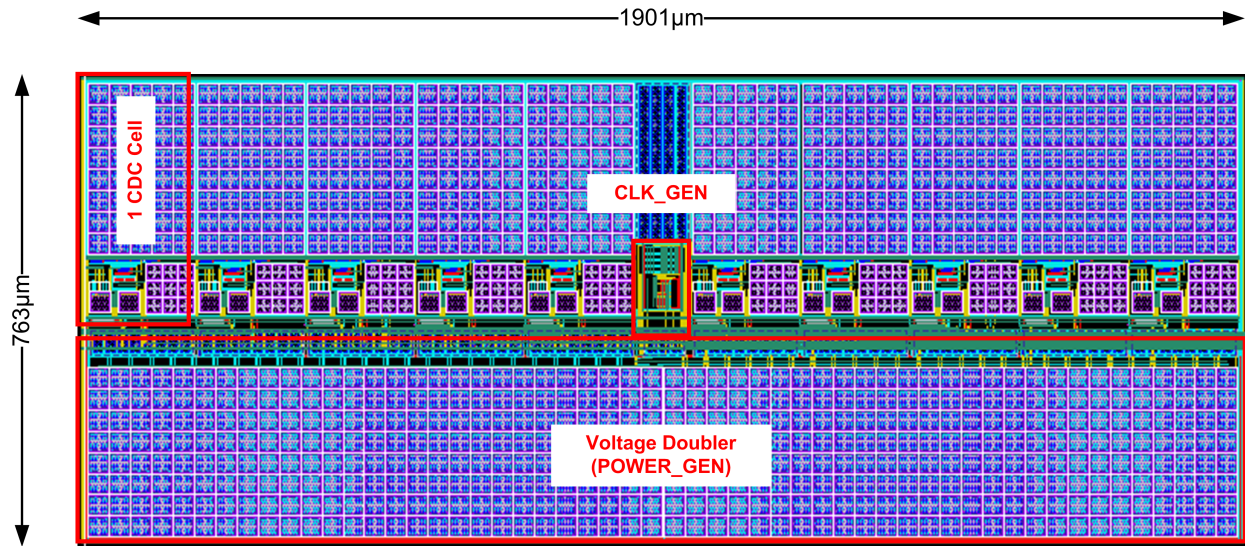 1901µm
763µm
1 CDC Cell
CLK_GEN
Voltage Doubler
(POWER_GEN)